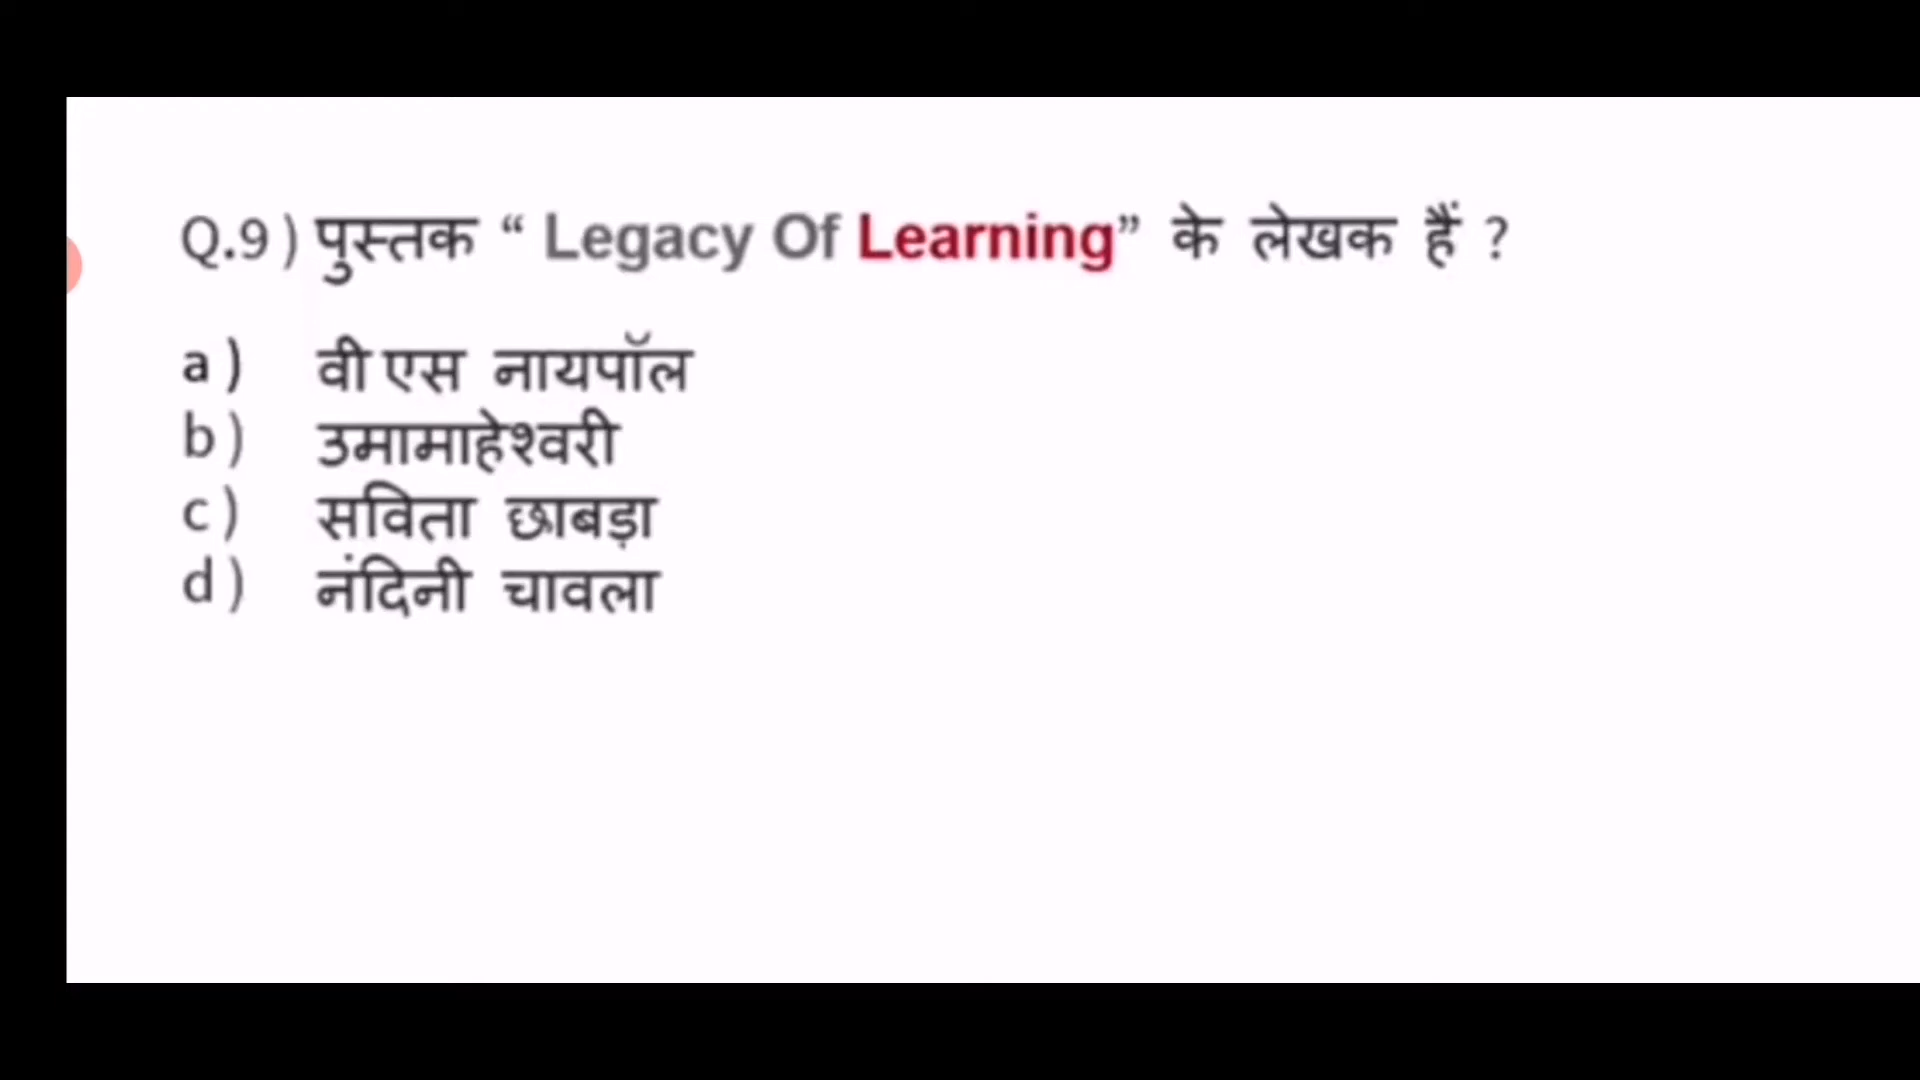 Q.9 ) पुस्तक “ Legacy Of Learning” के लेखक हैं ?
a ) वी एस नायपॉल
b ) उमामाहेश्वरी
c ) सविता छाबड़ा
d ) नंदिनी चावला